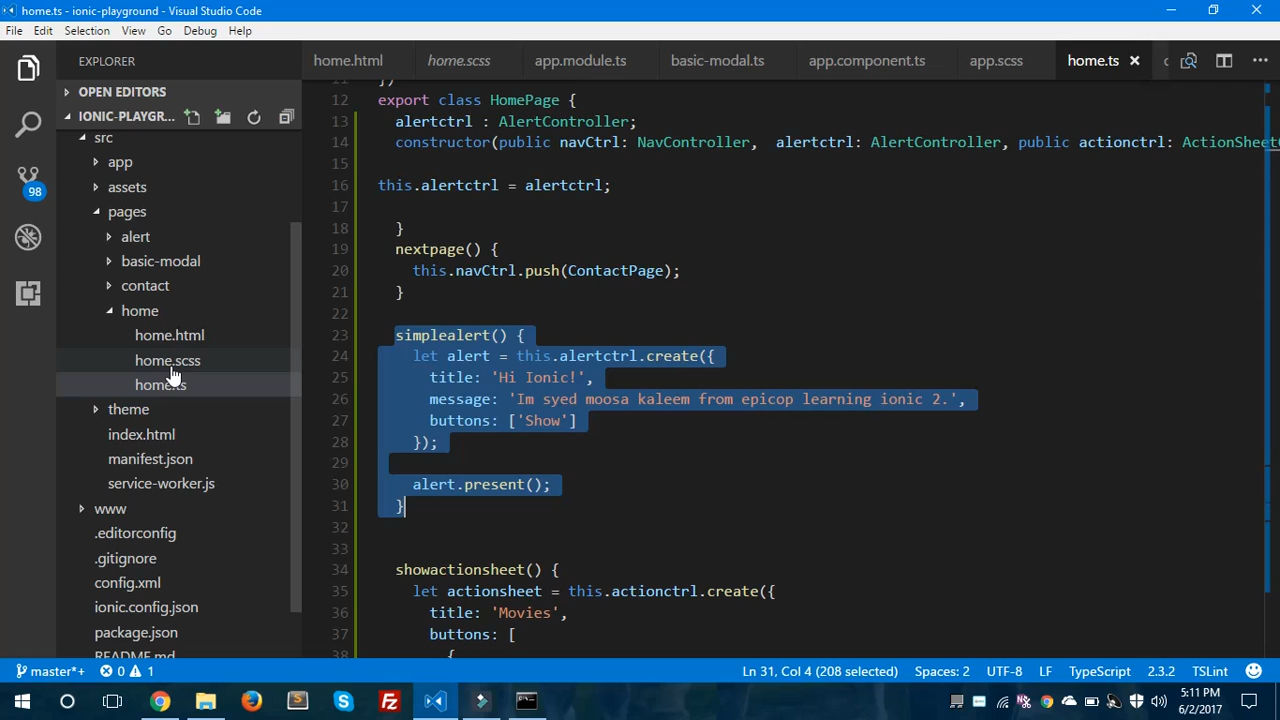 home.ts - ionic-playground - Visual Studio Code
File Edit Selection View Go Debug Help
EXPLORER
OPEN EDITORS
IONIC-PLAYGR...
src
app
assets
pages
alert
basic-modal
contact
home
home.html
home.scss
home.ts
theme
index.html
manifest.json
service-worker.js
www
.editorconfig
.gitignore
config.xml
ionic.config.json
package.json
README.md
98
home.html home.scss app.module.ts basic-modal.ts app.component.ts app.scss home.ts
11 })
12 export class HomePage {
13 alertctrl : AlertController;
14 constructor(public navCtrl: NavController, alertctrl: AlertController, public actionctrl: ActionSheetC
15
16 this.alertctrl = alertctrl;
17
18 }
19 nextpage() {
20 this.navCtrl.push(ContactPage);
21 }
22
23 simplealert() {
24 let alert = this.alertctrl.create({
25 title: 'Hi Ionic!',
26 message: 'Im syed moosa kaleem from epicop learning ionic 2.',
27 buttons: ['Show']
28 });
29
30 alert.present();
31 }
32
33
34 showactionsheet() {
35 let actionsheet = this.actionctrl.create({
36 title: 'Movies',
37 buttons: [
38 {
master*+ 0 1 Ln 31, Col 4 (208 selected) Spaces: 2 UTF-8 LF TypeScript 2.3.2 TSLint
5:11 PM
6/2/2017